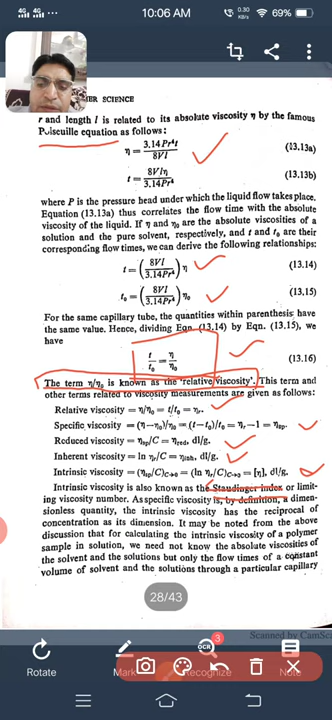 4G 4G 10:06 AM 0.30 KB/s 69%
ER SCIENCE
r and length l is related to its absolute viscosity η by the famous
Poiseuille equation as follows:
η = 3.14Pr⁴t / 8Vl (13.13a)
t = 8Vlη / 3.14Pr⁴ (13.13b)
where P is the pressure head under which the liquid flow takes place.
Equation (13.13a) thus correlates the flow time with the absolute
viscosity of the liquid. If η and η₀ are the absolute viscosities of a
solution and the pure solvent, respectively, and t and t₀ are their
corresponding flow times, we can derive the following relationships:
t = (8Vl / 3.14Pr⁴) η (13.14)
t₀ = (8Vl / 3.14Pr⁴) η₀ (13.15)
For the same capillary tube, the quantities within parenthesis have
the same value. Hence, dividing Eqn. (13.14) by Eqn. (13.15), we
have
t / t₀ = η / η₀ (13.16)
The term η/η₀ is known as the 'relative viscosity'. This term and
other terms related to viscosity measurements are given as follows:
Relative viscosity = η/η₀ = t/t₀ = ηr.
Specific viscosity = (η−η₀)/η₀ = (t−t₀)/t₀ = ηr −1 = ηsp.
Reduced viscosity = ηsp/C = ηred, dl/g.
Inherent viscosity = ln ηr/C = ηinh, dl/g.
Intrinsic viscosity = (ηsp/C)C→0 = (ln ηr/C)C→0 = [η], dl/g.
Intrinsic viscosity is also known as the Staudinger index or limit-
ing viscosity number. As specific viscosity is, by definition, a dimen-
sionless quantity, the intrinsic viscosity has the reciprocal of
concentration as its dimension. It may be noted from the above
discussion that for calculating the intrinsic viscosity of a polymer
sample in solution, we need not know the absolute viscosities of
the solvent and the solutions but only the flow times of a constant
volume of solvent and the solutions through a particular capillary
28/43
Scanned by CamSc
OCR 3
Rotate Mark Recognize Note